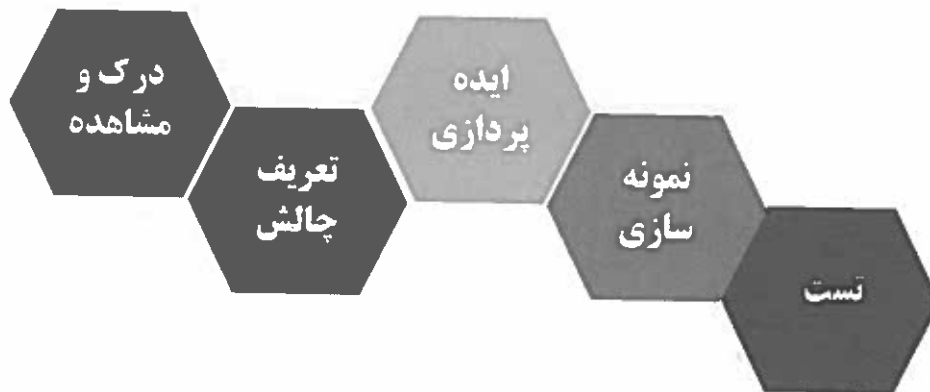 درک و
مشاهده
تعریف
چالش
ایده
پردازی
نمونه
سازی
تست